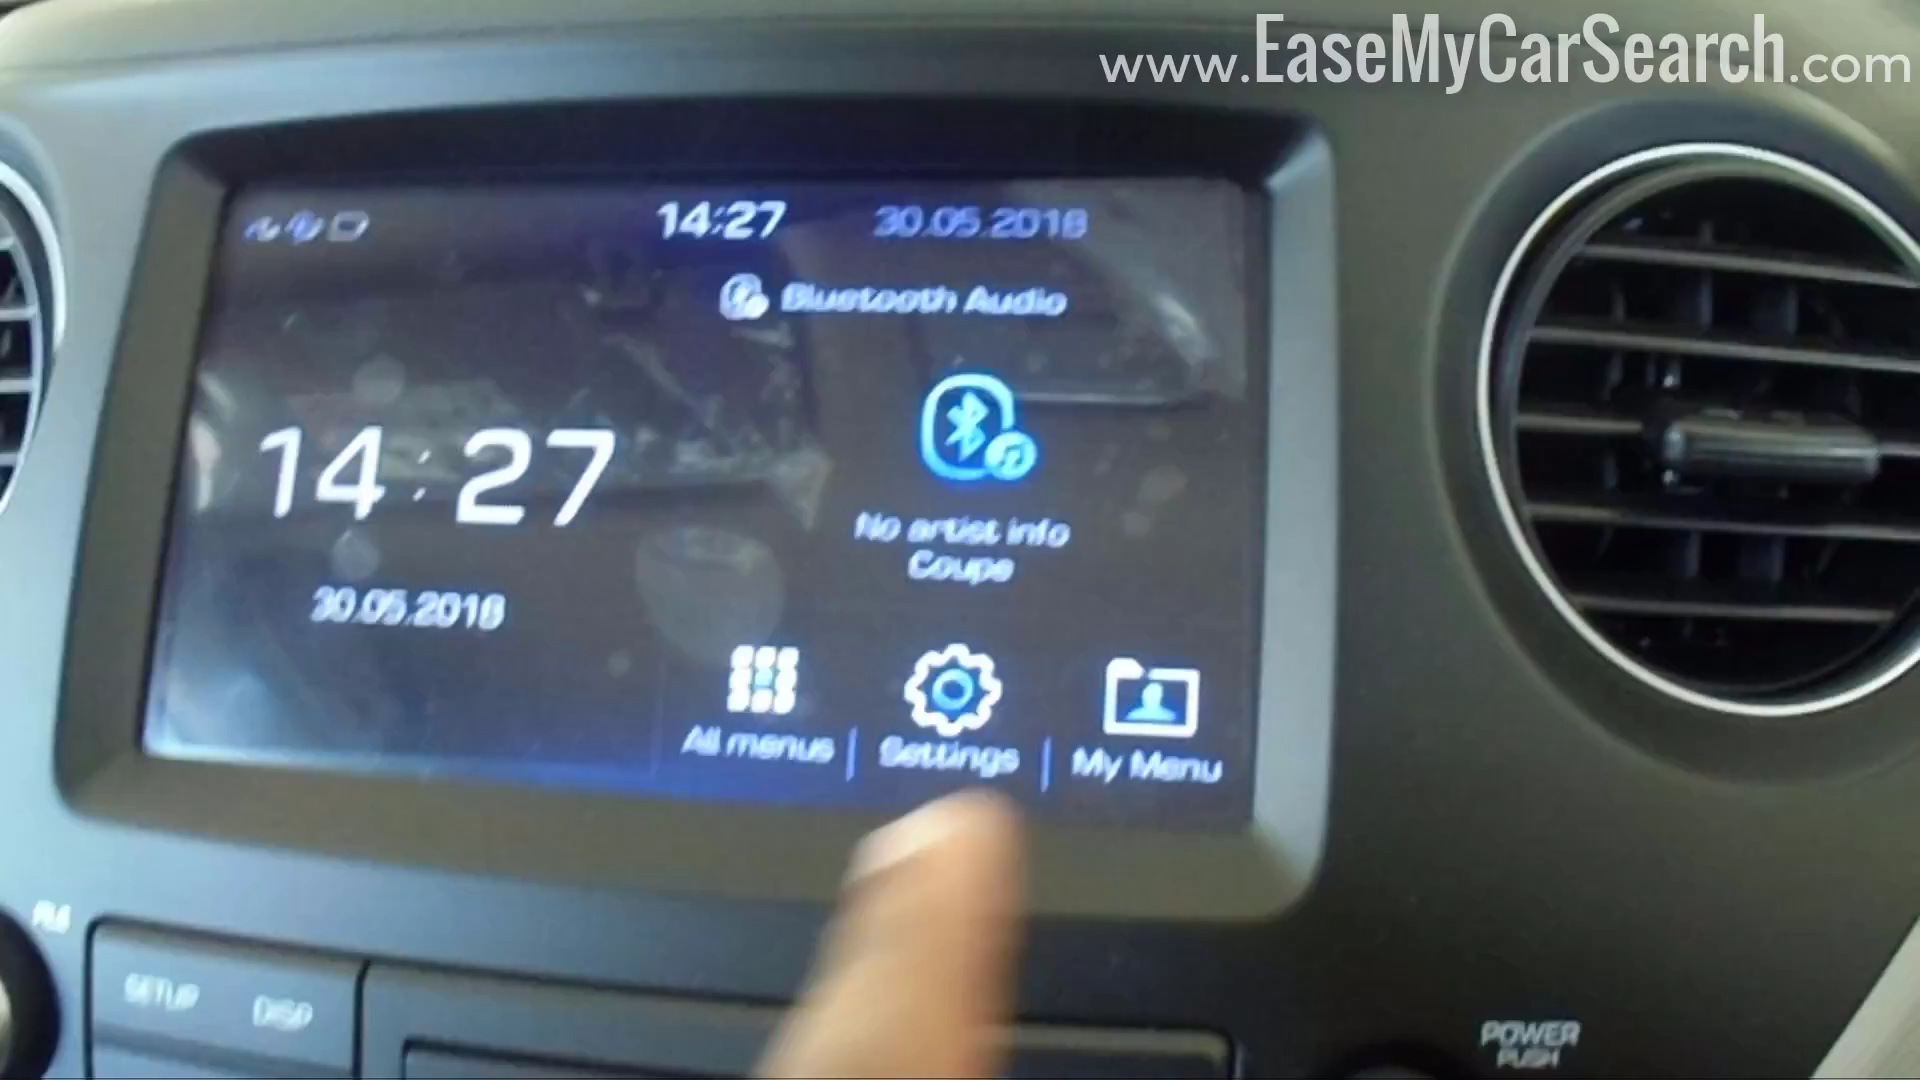 www.EaseMyCarSearch.com
14:27 30.05.2018
Bluetooth Audio
14:27
No artist info
Coupe
30.05.2018
All menus Settings My Menu
SETUP DISP
POWER
PUSH